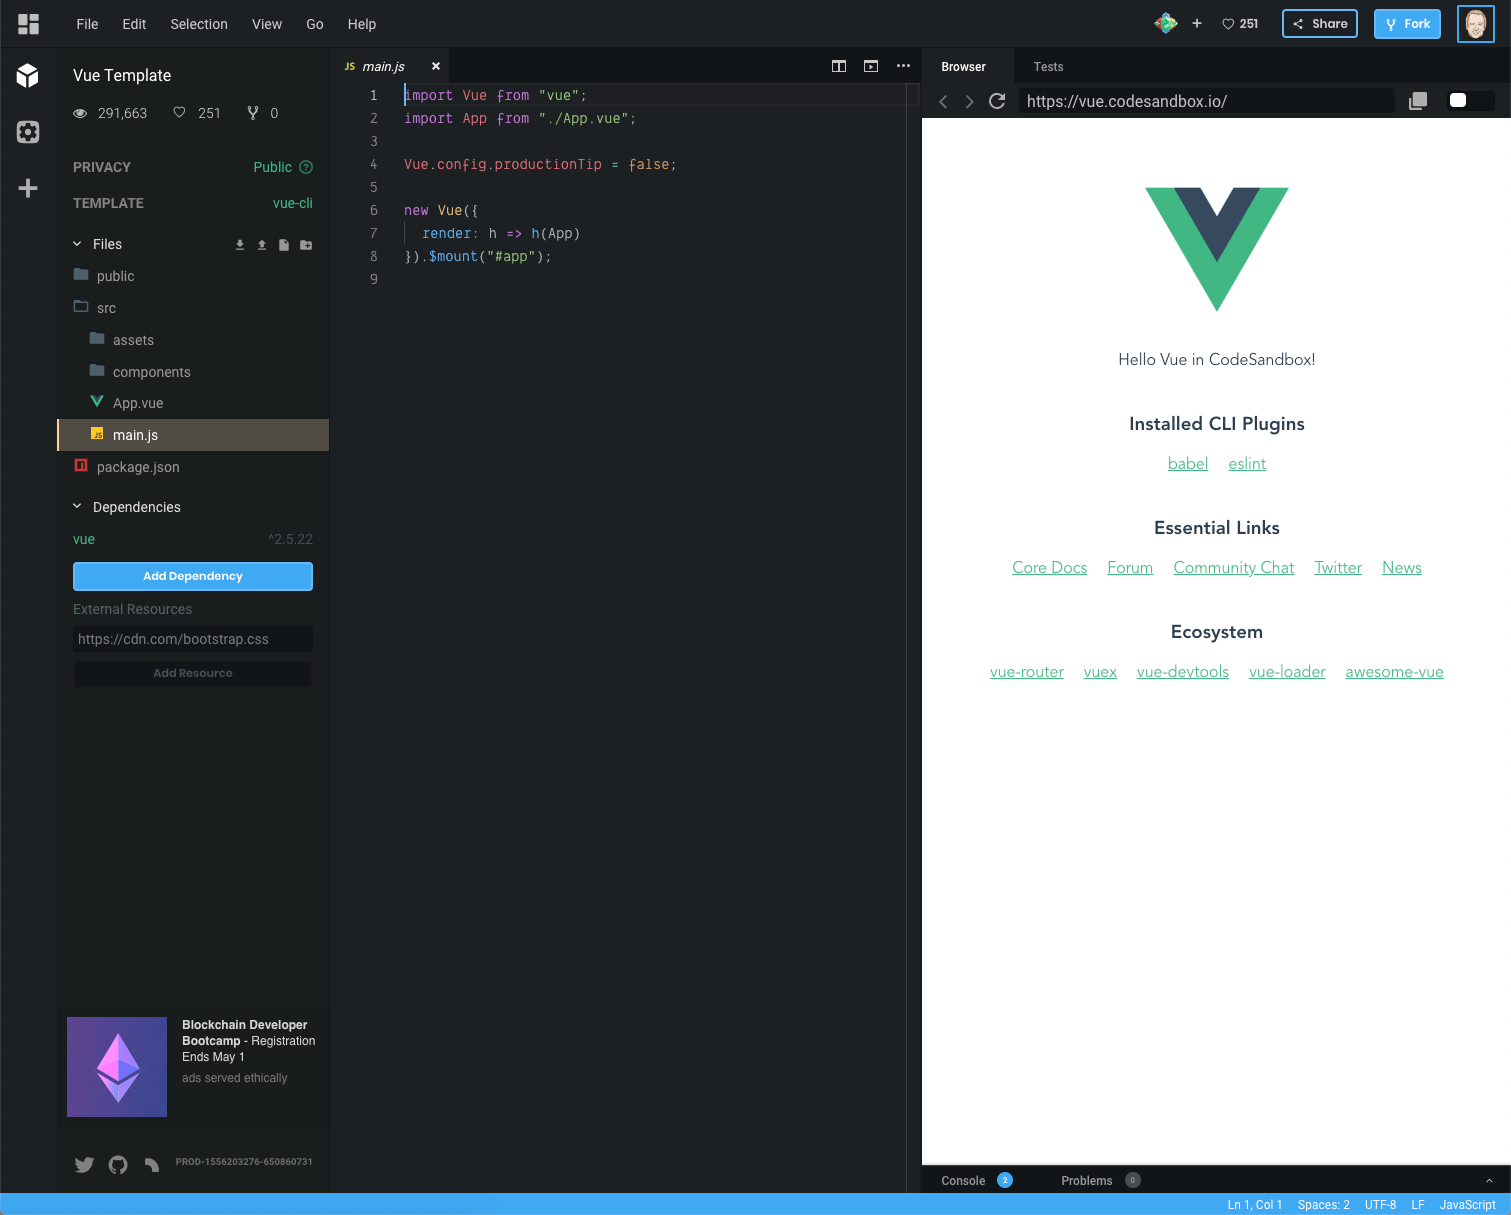 File Edit Selection View Go Help
251 Share Fork
Vue Template
291,663 251 0
PRIVACY Public ?
TEMPLATE vue-cli
Files
public
src
assets
components
App.vue
JS main.js
package.json
Dependencies
vue ^2.5.22
Add Dependency
External Resources
https://cdn.com/bootstrap.css
Add Resource
Blockchain Developer
Bootcamp - Registration
Ends May 1
ads served ethically
PROD-1556203276-650860731
JS main.js
1 import Vue from "vue";
2 import App from "./App.vue";
3
4 Vue.config.productionTip = false;
5
6 new Vue({
7 render: h => h(App)
8 }).$mount("#app");
9
Browser Tests
https://vue.codesandbox.io/
Hello Vue in CodeSandbox!
Installed CLI Plugins
babel eslint
Essential Links
Core Docs Forum Community Chat Twitter News
Ecosystem
vue-router vuex vue-devtools vue-loader awesome-vue
Console 2 Problems 0
Ln 1, Col 1 Spaces: 2 UTF-8 LF JavaScript